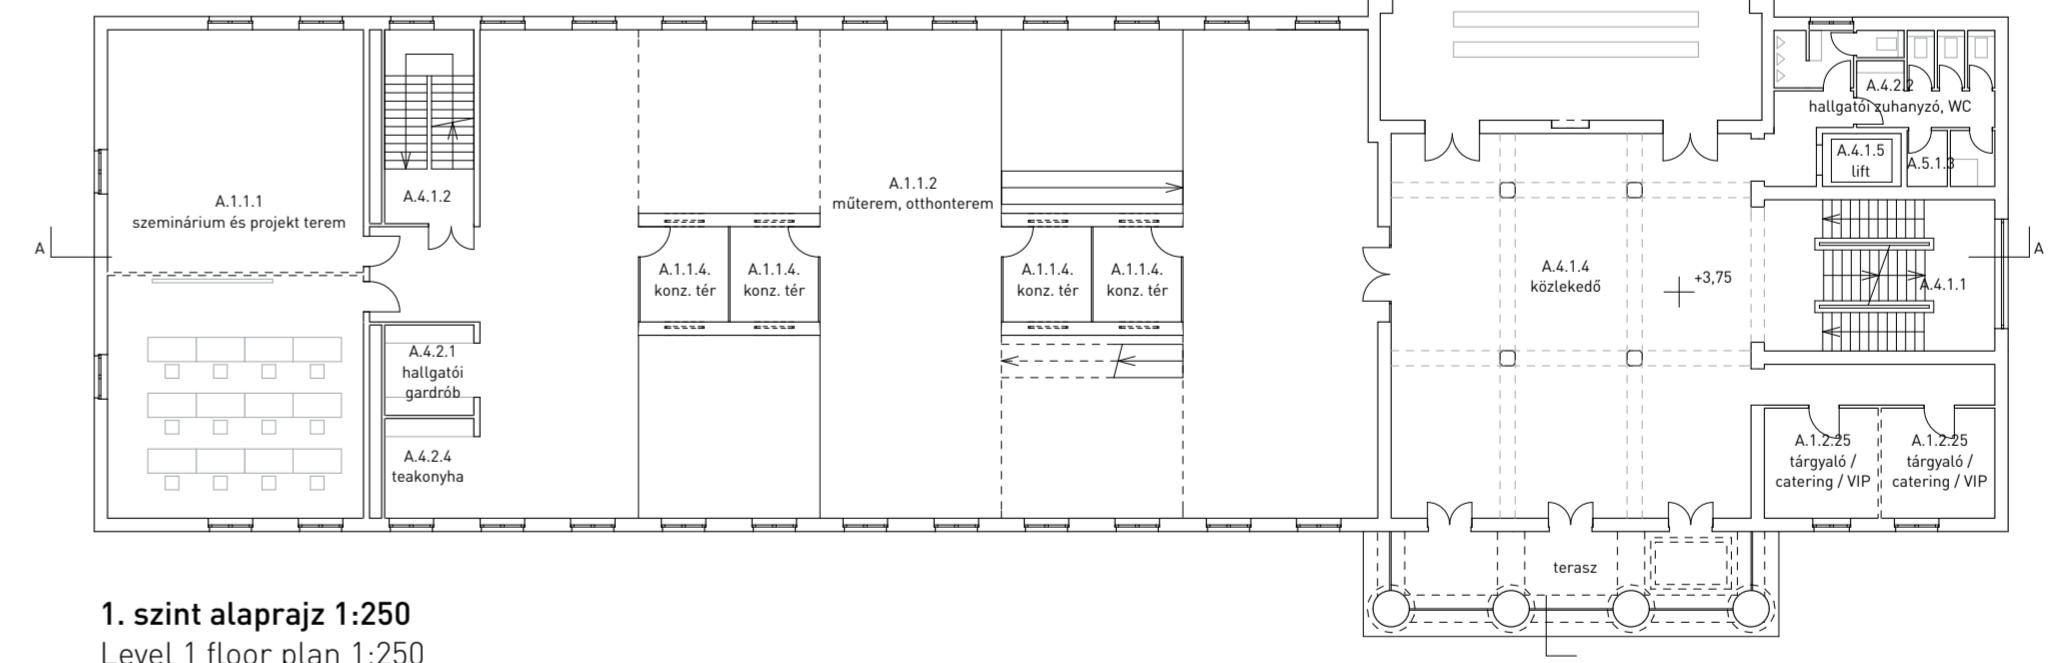 A.4.2.2
hallgatói zuhanyzó, WC
A.4.1.5
lift
A.5.1.3
A.1.1.1
szeminárium és projekt terem
A.4.1.2
A.1.1.2
műterem, otthonterem
A
A
A.1.1.4.
konz. tér
A.1.1.4.
konz. tér
A.1.1.4.
konz. tér
A.1.1.4.
konz. tér
A.4.1.4
közlekedő
+3,75
A.4.1.1
A.4.2.1
hallgatói
gardrób
A.4.2.4
teakonyha
A.1.2.25
tárgyaló /
catering / VIP
A.1.2.25
tárgyaló /
catering / VIP
terasz
1. szint alaprajz 1:250
Level 1 floor plan 1:250